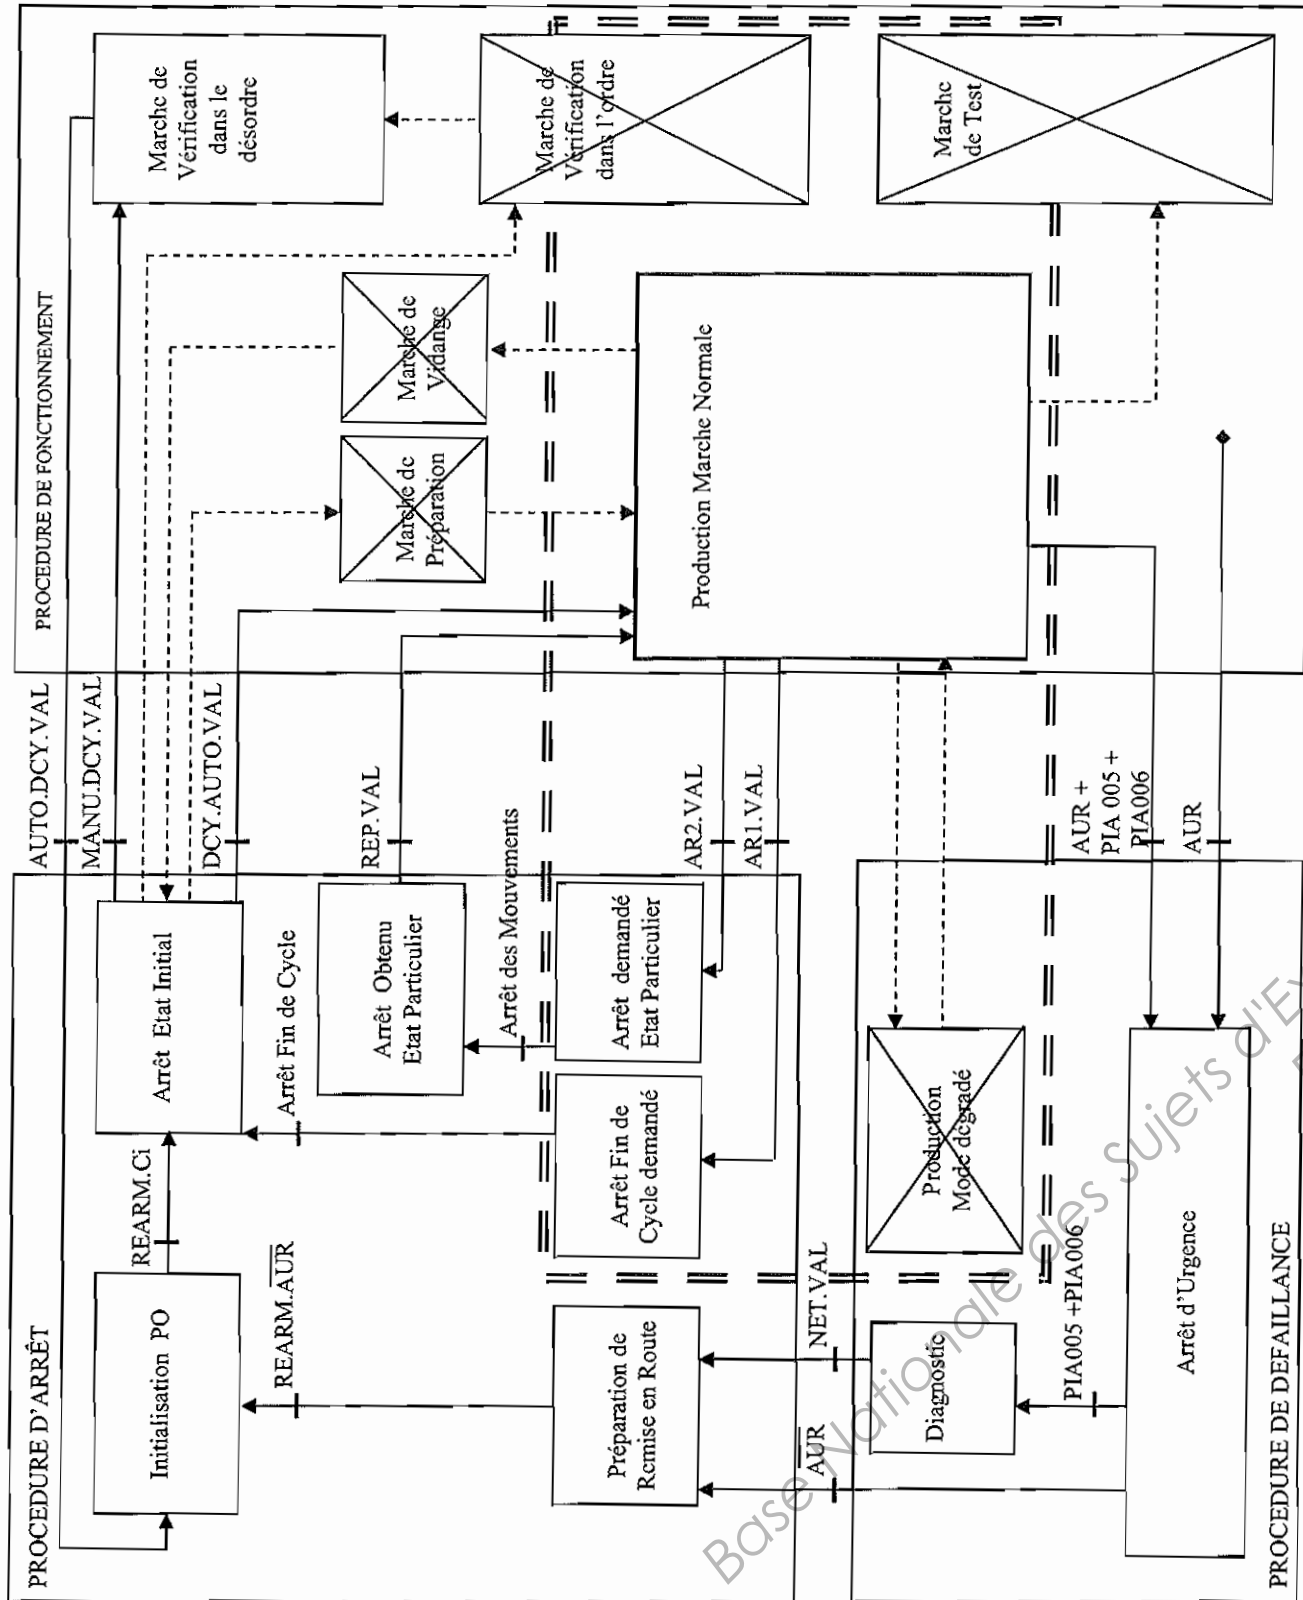 PROCEDURE D'ARRÊT
Initialisation PO
REARM.Ci
Arrêt Etat Initial
AUTO.DCY.VAL
MANU.DCY.VAL
DCY.AUTO.VAL
PROCEDURE DE FONCTIONNEMENT
Marche de
Vérification
dans le
désordre
REARM.A̅U̅R̅
Arrêt Fin de Cycle
Arrêt Obtenu
Etat Particulier
REP.VAL
Marche de
Préparation
Marche de
Vidange
Marche de
Vérification
dans l'ordre
Arrêt des Mouvements
Préparation de
Remise en Route
Arrêt Fin de
Cycle demandé
Arrêt demandé
Etat Particulier
AR2.VAL
AR1.VAL
Production Marche Normale
A̅U̅R̅
NET.VAL
Diagnostic
Production
Mode dégradé
Marche
de Test
PIA005 +PIA006
AUR +
PIA 005 +
PIA006
AUR
Arrêt d'Urgence
PROCEDURE DE DEFAILLANCE
Base Nationale des Sujets d'Ex